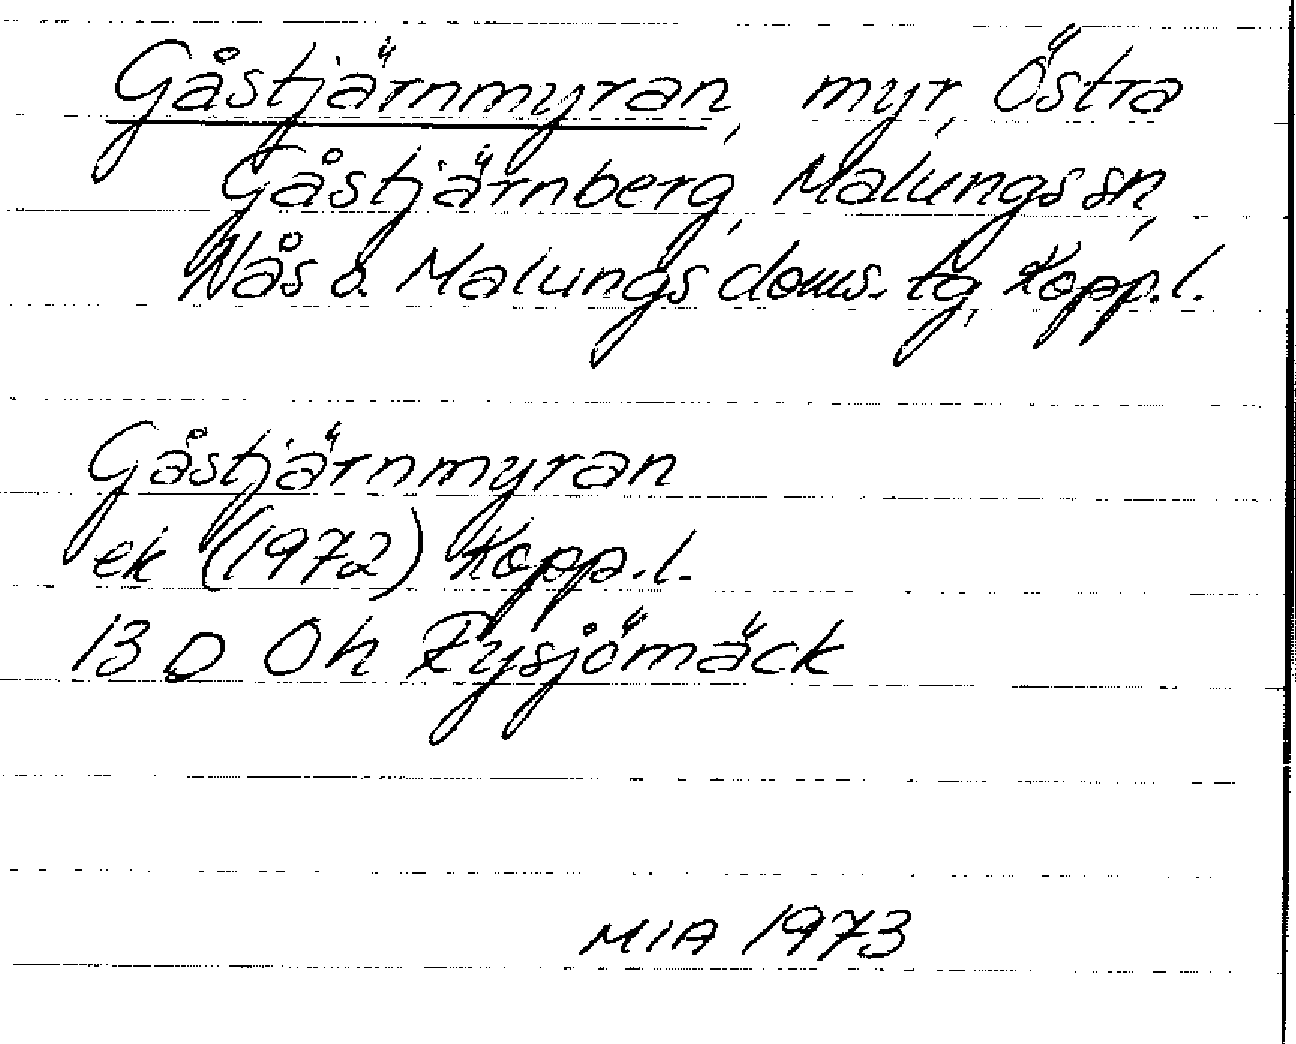 Gåstjärnmyran, myr, Östra
Gåstjärnberg, Malungs sn,
Nås o. Malungs doms. tg, Kopp.l.
Gåstjärnmyran
ek (1972) Kopp.l.
13 D 0h Fysjömäck
MIA 1973